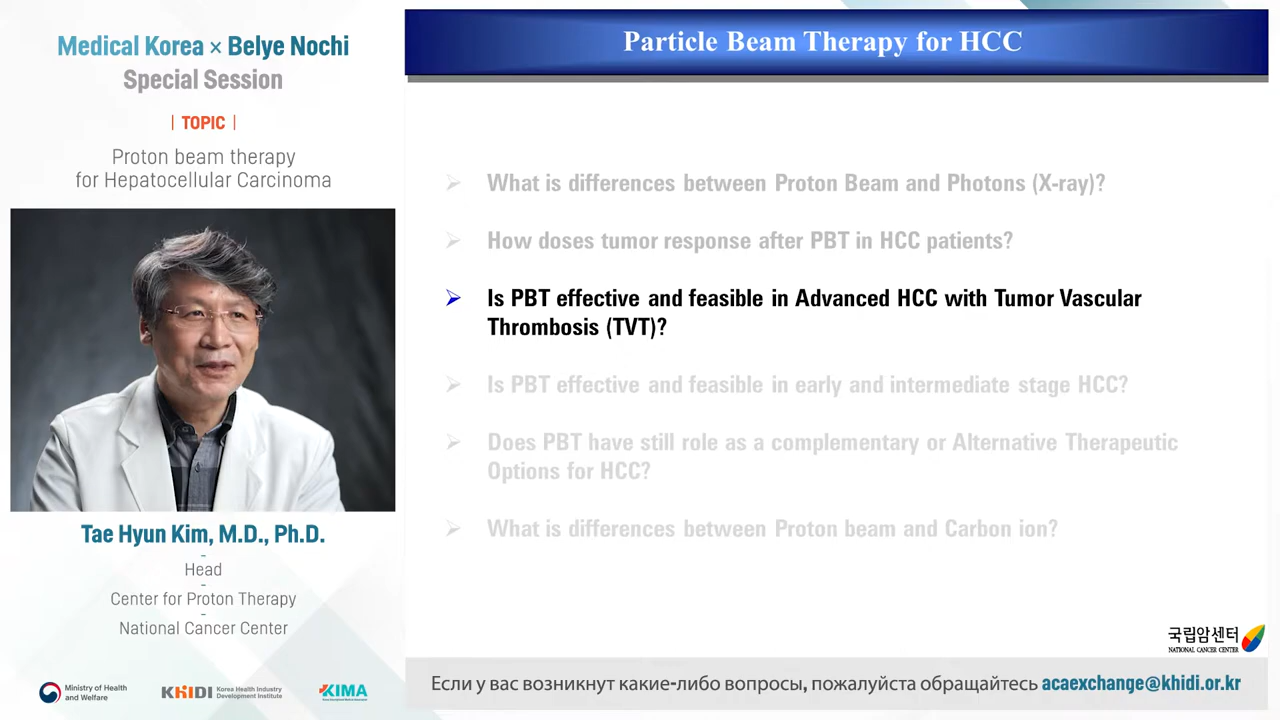 Medical Korea × Belye Nochi
Special Session
| TOPIC |
Proton beam therapy
for Hepatocellular Carcinoma
Tae Hyun Kim, M.D., Ph.D.
-
Head
-
Center for Proton Therapy
-
National Cancer Center
Ministry of Health
and Welfare
KHIDI Korea Health Industry
Development Institute
KIMA
Particle Beam Therapy for HCC
What is differences between Proton Beam and Photons (X-ray)?
How doses tumor response after PBT in HCC patients?
Is PBT effective and feasible in Advanced HCC with Tumor Vascular
Thrombosis (TVT)?
Is PBT effective and feasible in early and intermediate stage HCC?
Does PBT have still role as a complementary or Alternative Therapeutic
Options for HCC?
What is differences between Proton beam and Carbon ion?
국립암센터
NATIONAL CANCER CENTER
Если у вас возникнут какие-либо вопросы, пожалуйста обращайтесь acaexchange@khidi.or.kr